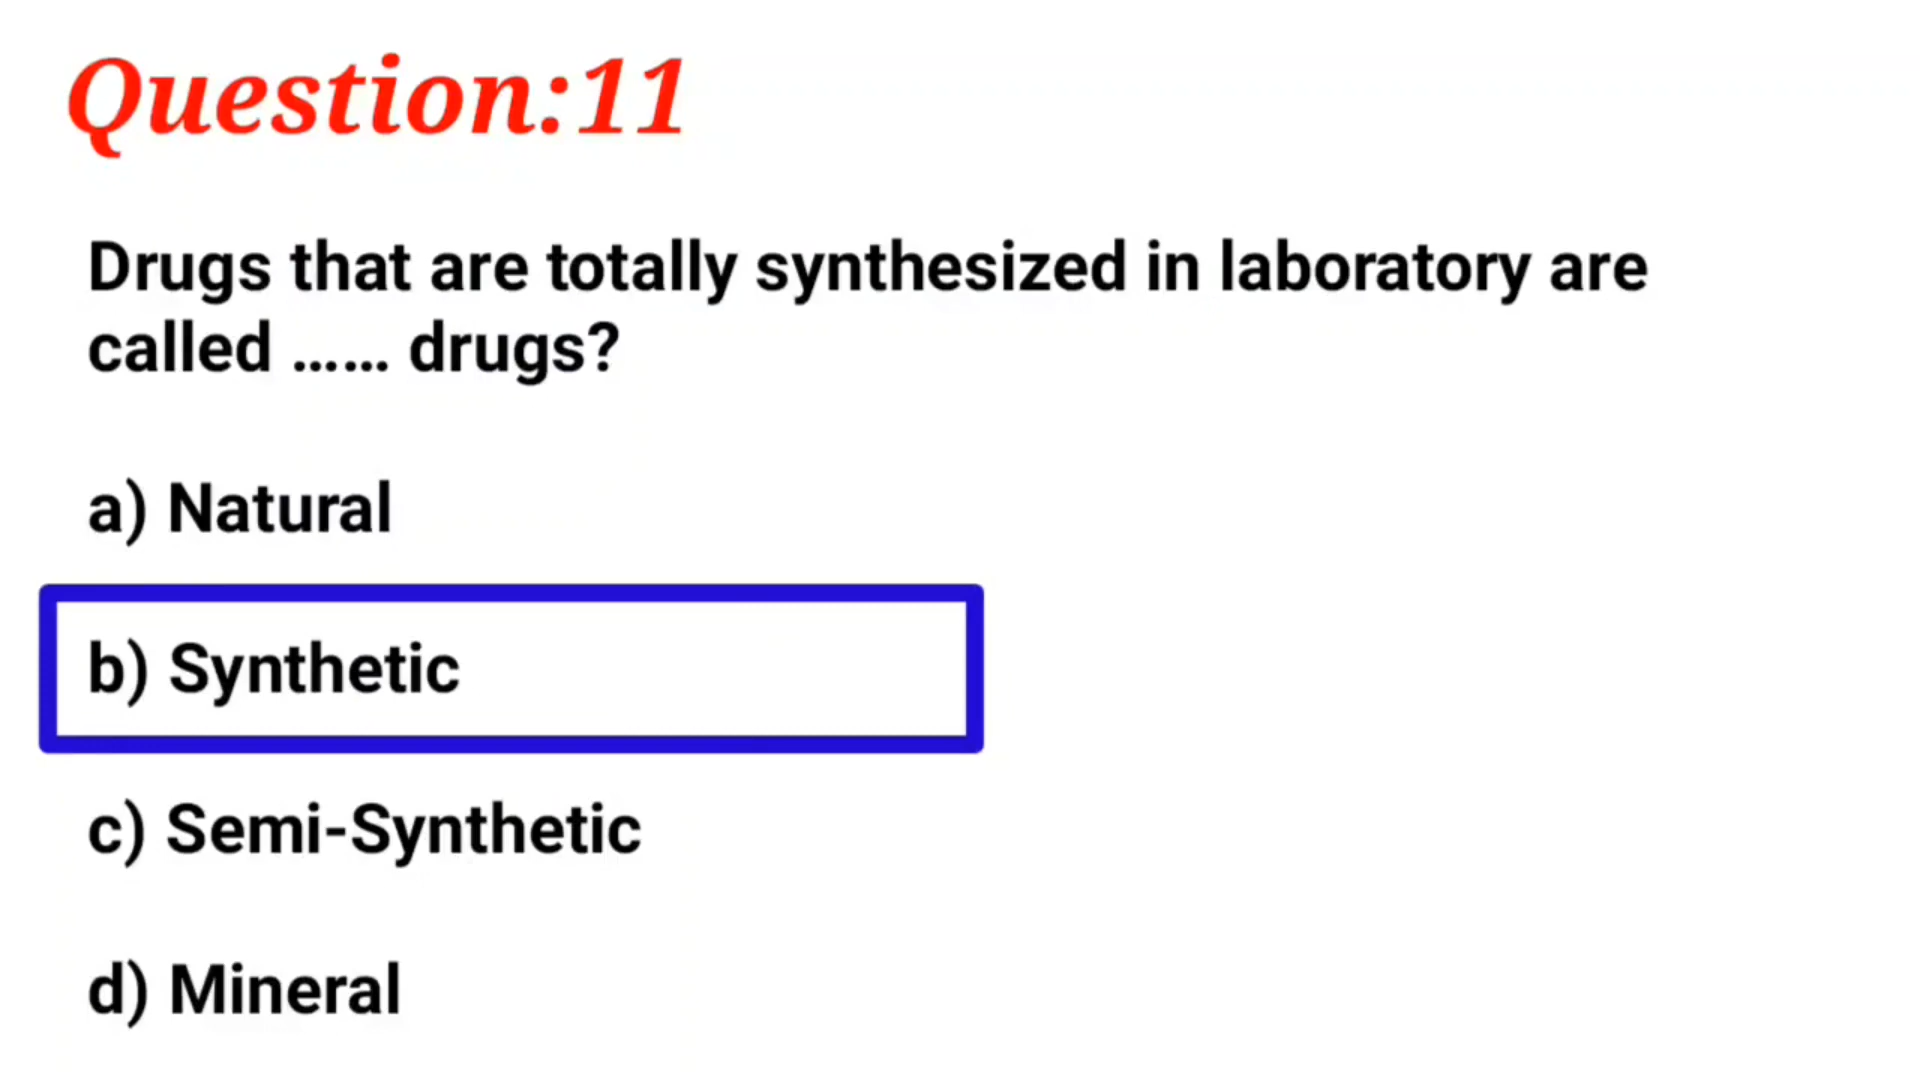 Question:11
Drugs that are totally synthesized in laboratory are
called ...... drugs?
a) Natural
b) Synthetic
c) Semi-Synthetic
d) Mineral